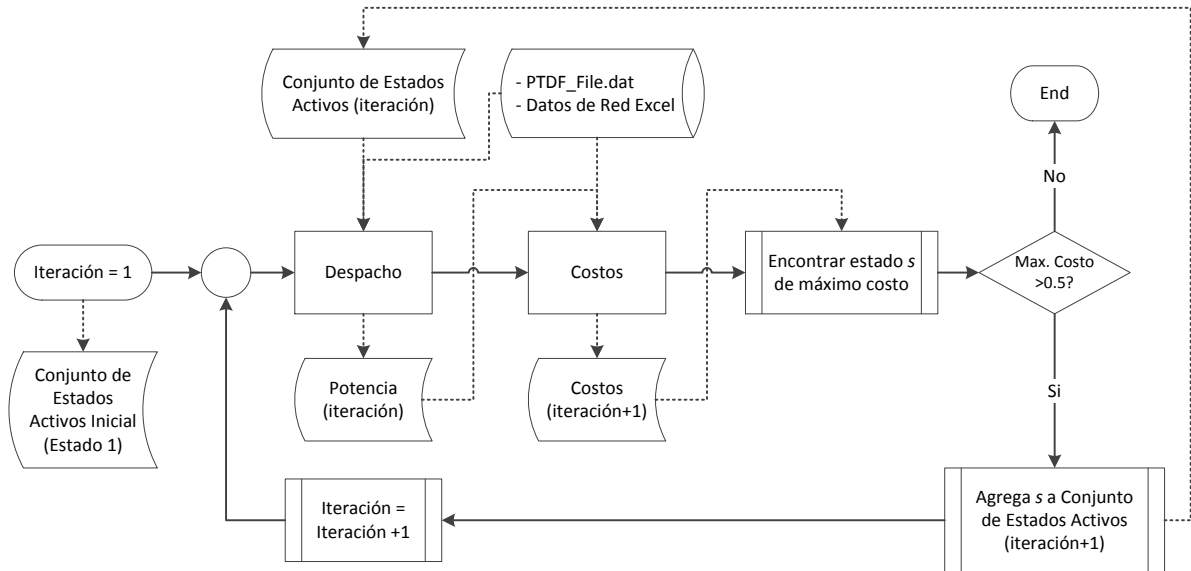 Conjunto de Estados
Activos (iteración)
- PTDF_File.dat
- Datos de Red Excel
End
No
Iteración = 1
Despacho
Costos
Encontrar estado s
de máximo costo
Max. Costo
>0.5?
Conjunto de
Estados
Activos Inicial
(Estado 1)
Potencia
(iteración)
Costos
(iteración+1)
Si
Iteración =
Iteración +1
Agrega s a Conjunto
de Estados Activos
(iteración+1)